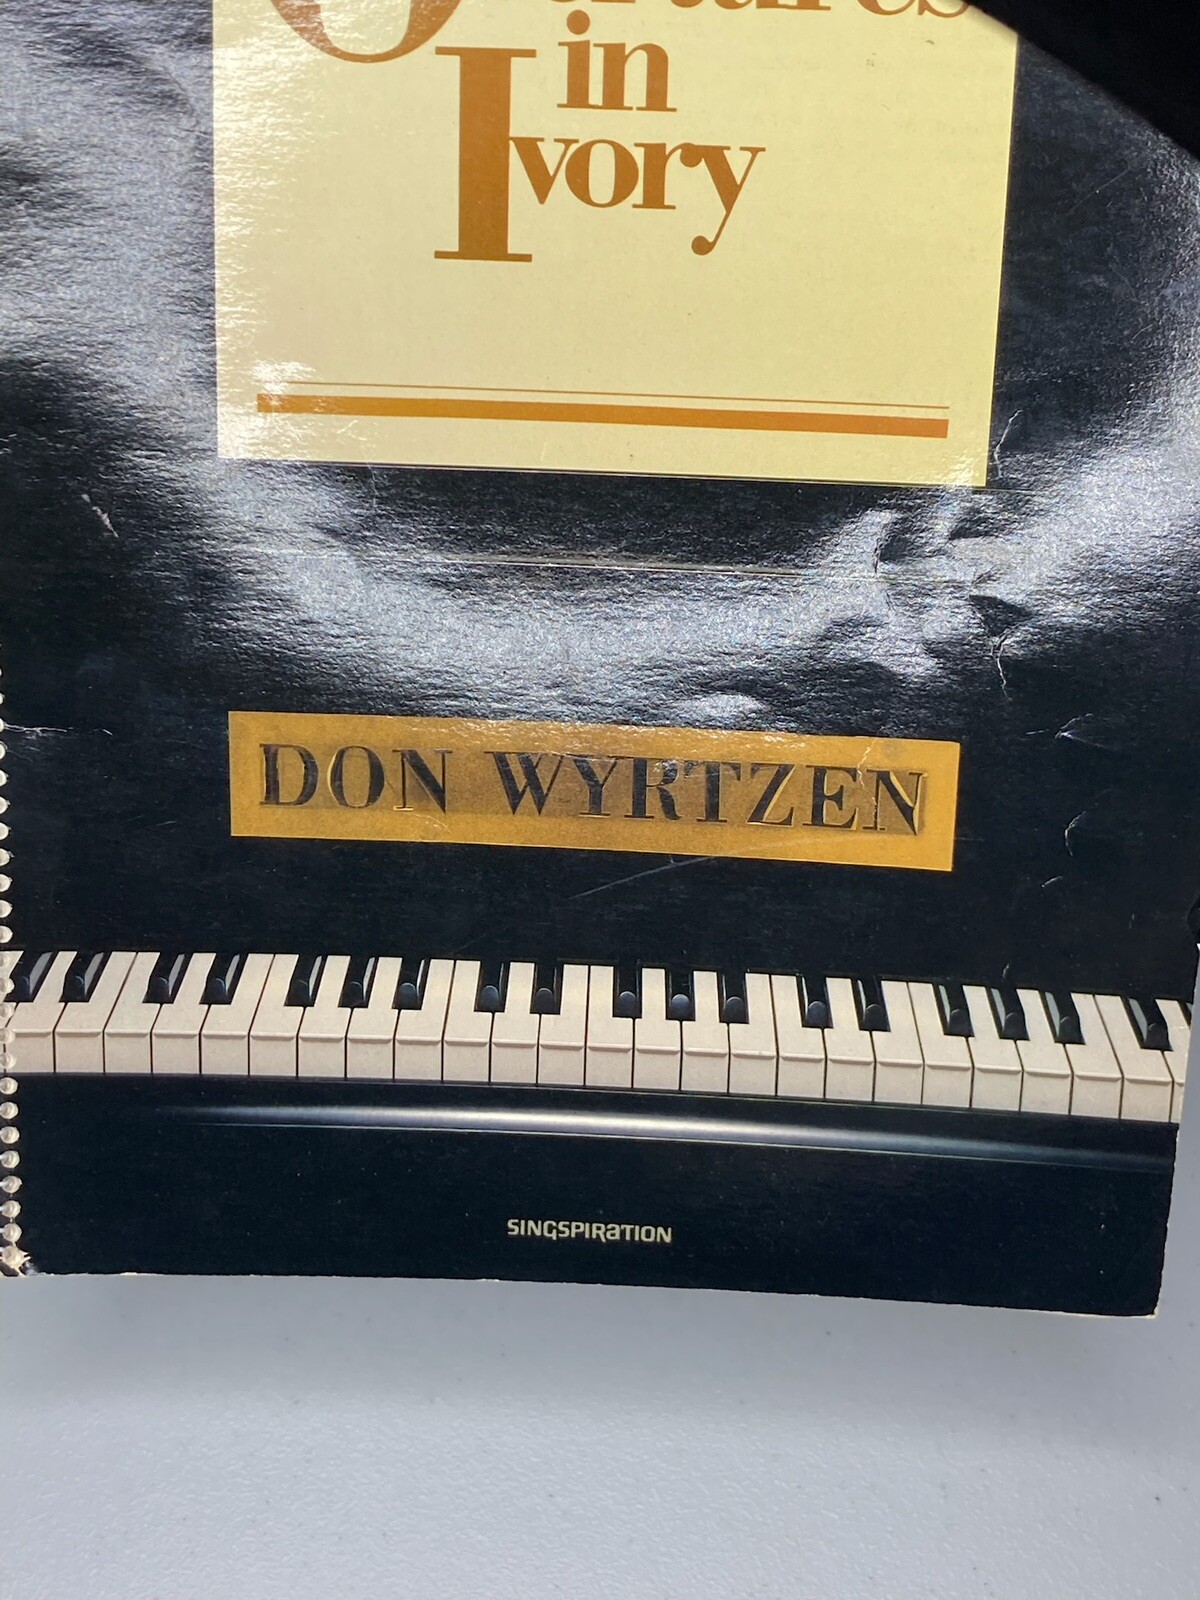 in
Ivory
DON WYRTZEN
SINGSPIRATION